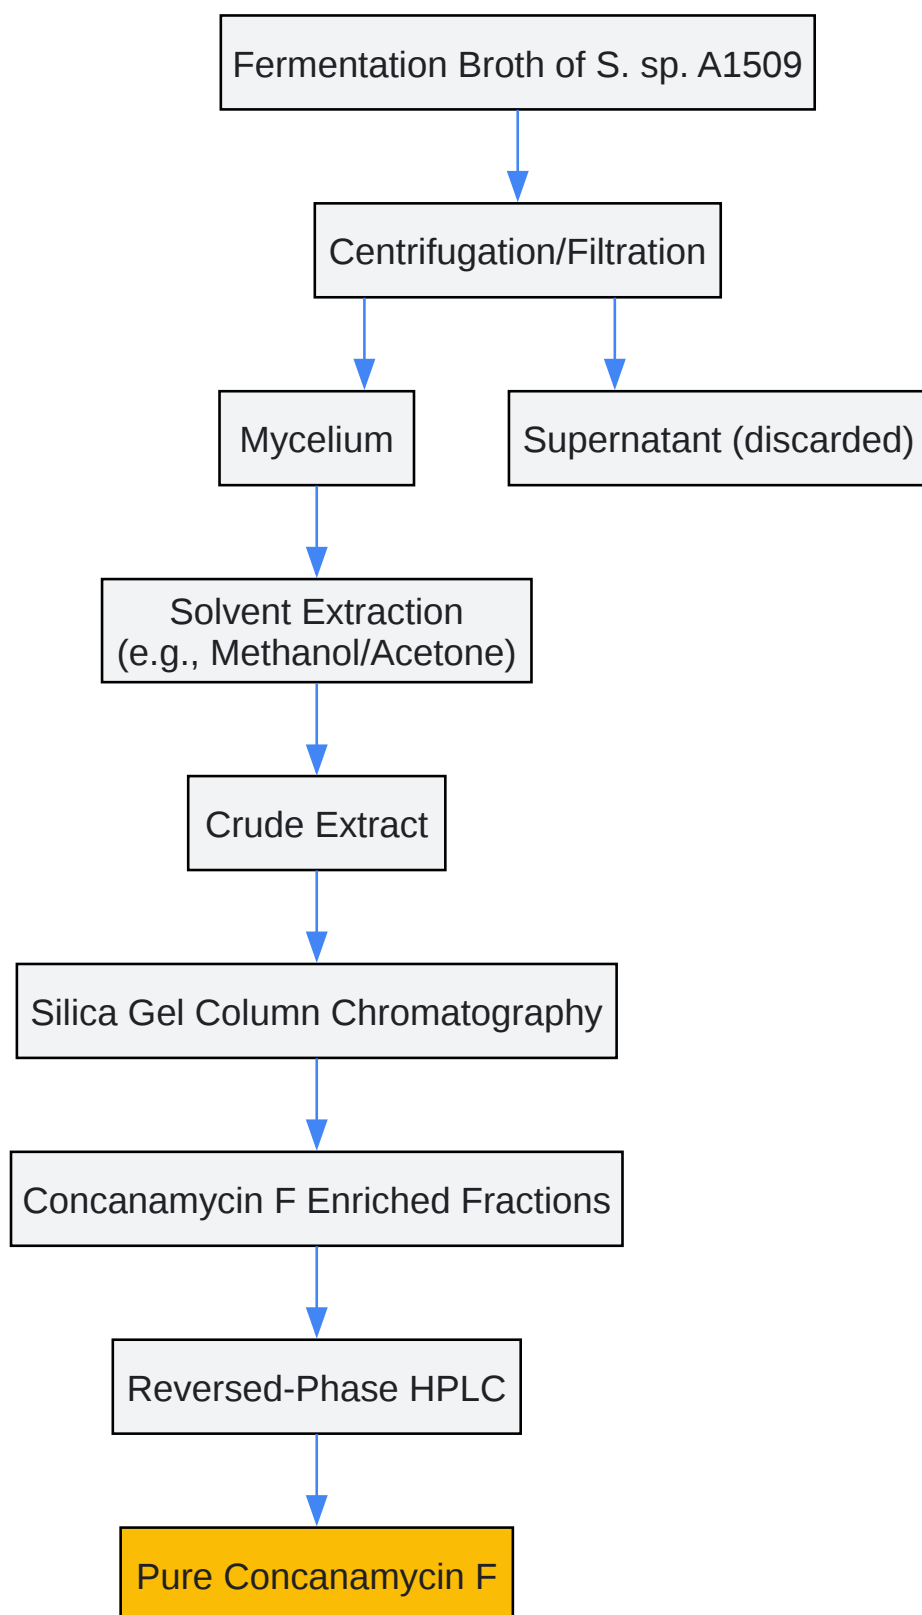 Fermentation Broth of S. sp. A1509
Centrifugation/Filtration
Mycelium
Supernatant (discarded)
Solvent Extraction
(e.g., Methanol/Acetone)
Crude Extract
Silica Gel Column Chromatography
Concanamycin F Enriched Fractions
Reversed-Phase HPLC
Pure Concanamycin F